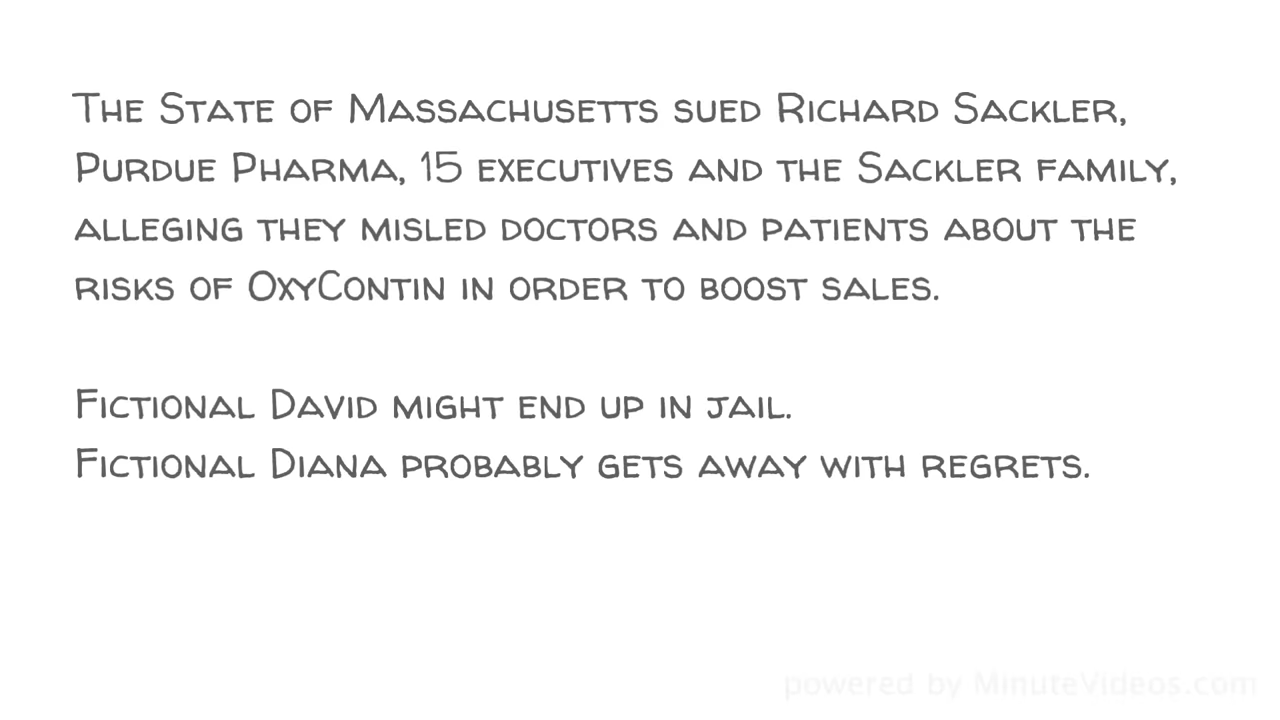 The State of Massachusetts sued Richard Sackler,
Purdue Pharma, 15 executives and the Sackler family,
alleging they misled doctors and patients about the
risks of OxyContin in order to boost sales.
Fictional David might end up in jail.
Fictional Diana probably gets away with regrets.
powered by MinuteVideos.com